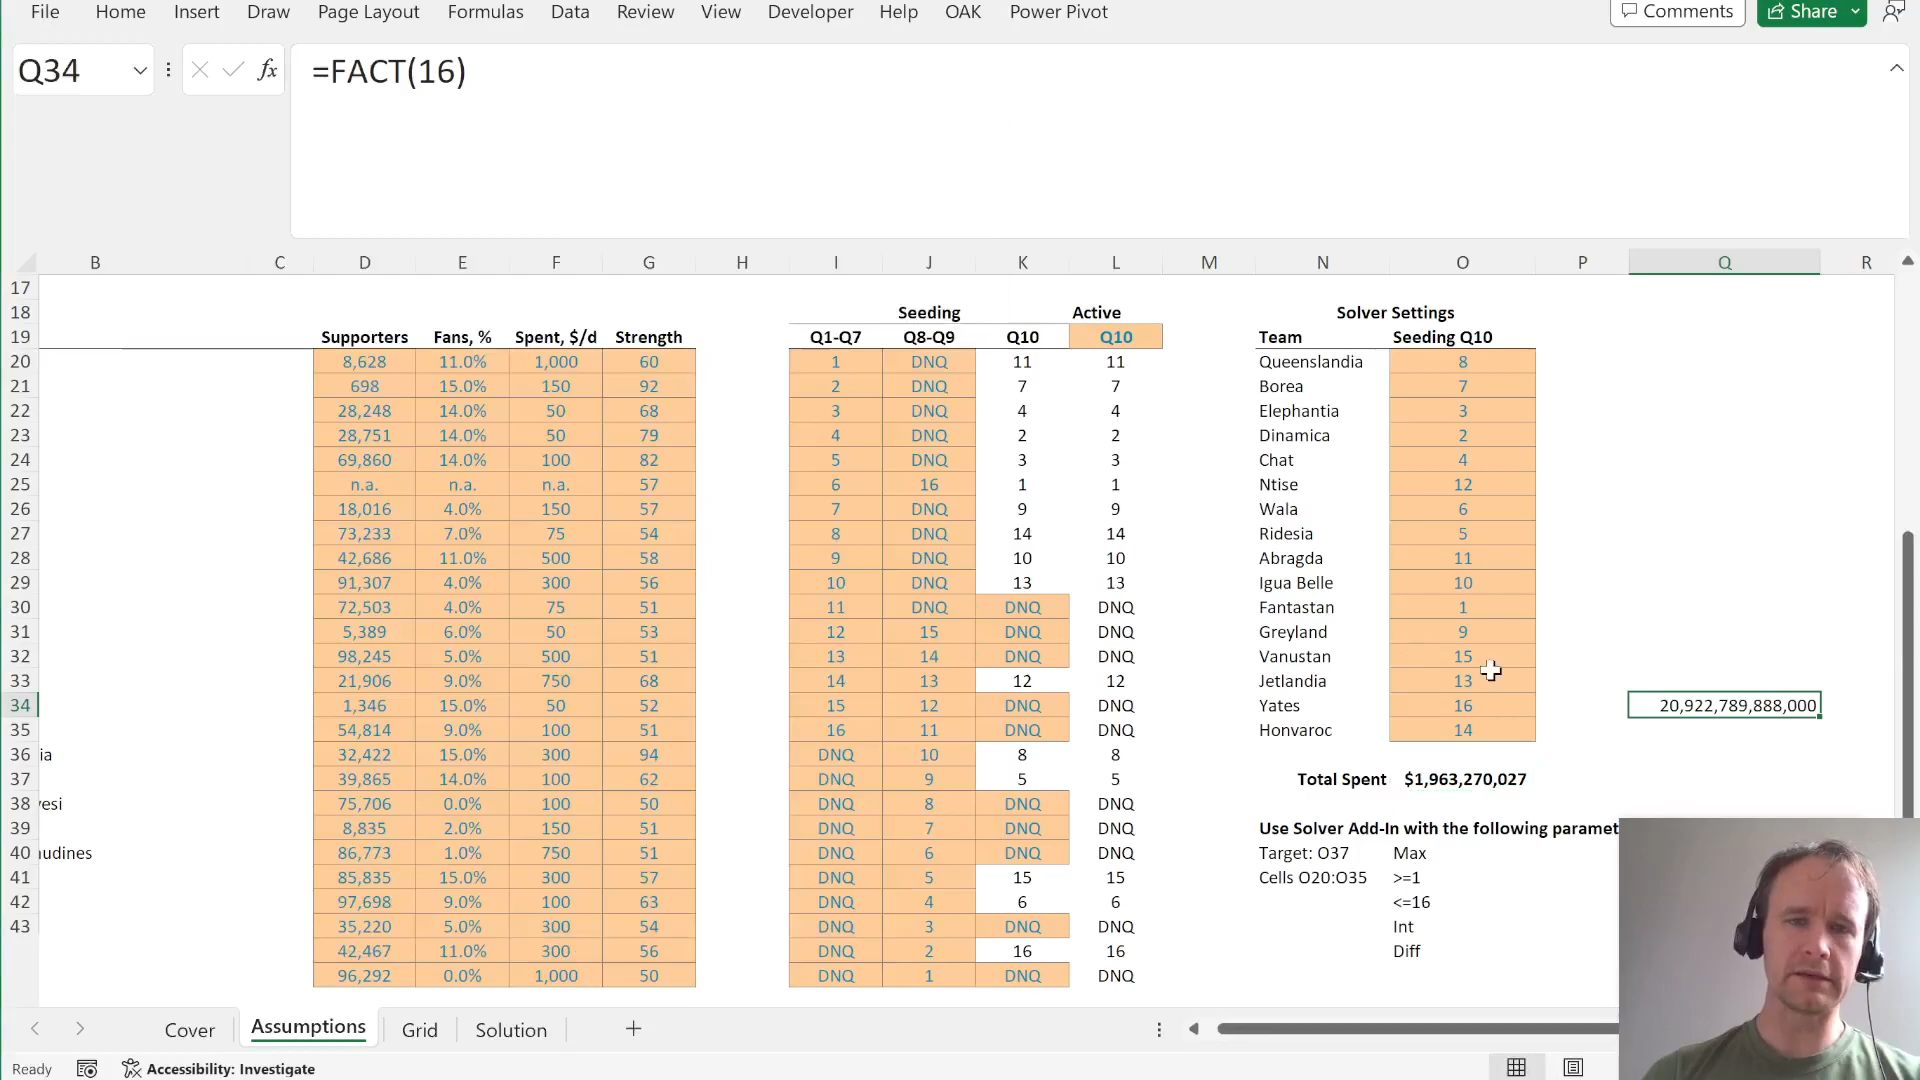 File Home Insert Draw Page Layout Formulas Data Review View Developer Help OAK Power Pivot Comments Share
Q34 fx =FACT(16)
B C D E F G H I J K L M N O P Q R
17
18 Seeding Active Solver Settings
19 Supporters Fans, % Spent, $/d Strength Q1-Q7 Q8-Q9 Q10 Q10 Team Seeding Q10
20 8,628 11.0% 1,000 60 1 DNQ 11 11 Queenslandia 8
21 698 15.0% 150 92 2 DNQ 7 7 Borea 7
22 28,248 14.0% 50 68 3 DNQ 4 4 Elephantia 3
23 28,751 14.0% 50 79 4 DNQ 2 2 Dinamica 2
24 69,860 14.0% 100 82 5 DNQ 3 3 Chat 4
25 n.a. n.a. n.a. 57 6 16 1 1 Ntise 12
26 18,016 4.0% 150 57 7 DNQ 9 9 Wala 6
27 73,233 7.0% 75 54 8 DNQ 14 14 Ridesia 5
28 42,686 11.0% 500 58 9 DNQ 10 10 Abragda 11
29 91,307 4.0% 300 56 10 DNQ 13 13 Igua Belle 10
30 72,503 4.0% 75 51 11 DNQ DNQ DNQ Fantastan 1
31 5,389 6.0% 50 53 12 15 DNQ DNQ Greyland 9
32 98,245 5.0% 500 51 13 14 DNQ DNQ Vanustan 15
33 21,906 9.0% 750 68 14 13 12 12 Jetlandia 13
34 1,346 15.0% 50 52 15 12 DNQ DNQ Yates 16 20,922,789,888,000
35 54,814 9.0% 100 51 16 11 DNQ DNQ Honvaroc 14
36 ia 32,422 15.0% 300 94 DNQ 10 8 8
37 39,865 14.0% 100 62 DNQ 9 5 5 Total Spent $1,963,270,027
38 esi 75,706 0.0% 100 50 DNQ 8 DNQ DNQ
39 8,835 2.0% 150 51 DNQ 7 DNQ DNQ Use Solver Add-In with the following paramet
40 udines 86,773 1.0% 750 51 DNQ 6 DNQ DNQ Target: O37 Max
41 85,835 15.0% 300 57 DNQ 5 15 15 Cells O20:O35 >=1
42 97,698 9.0% 100 63 DNQ 4 6 6 <=16
43 35,220 5.0% 300 54 DNQ 3 DNQ DNQ Int
42,467 11.0% 300 56 DNQ 2 16 16 Diff
96,292 0.0% 1,000 50 DNQ 1 DNQ DNQ
Cover Assumptions Grid Solution
Ready Accessibility: Investigate